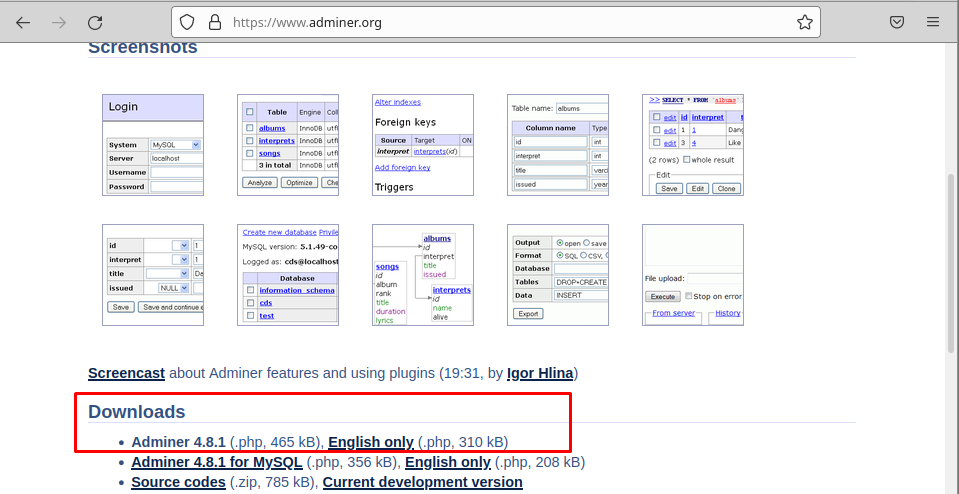 https://www.adminer.org
Screenshots
Login
System MySQL
Server localhost
Username
Password
Table Engine Coll
albums InnoDB utf
interprets InnoDB utf
songs InnoDB utf
3 in total InnoDB utf
Analyze Optimize Che
Alter indexes
Foreign keys
Source Target ON
interpret interprets(id)
Add foreign key
Triggers
Table name: albums
Column name Type
id int
interpret int
title varc
issued year
>> SELECT * FROM `albums`
edit id interpret t
edit 1 1 Dang
edit 3 4 Like
(2 rows) whole result
Edit
Save Edit Clone
id 1
interpret 1
title Da
issued NULL
Save Save and continue e
Create new database Privile
MySQL version: 5.1.49-co
Logged as: cds@localhos
Database
information_schema
cds
test
albums
id
interpret
title
issued
songs
id
album
rank
title
duration
lyrics
interprets
id
name
alive
Output open save
Format SQL CSV,
Database
Tables DROP+CREATE
Data INSERT
Export
File upload:
Execute Stop on error
From server History
Screencast about Adminer features and using plugins (19:31, by Igor Hlina)
Downloads
• Adminer 4.8.1 (.php, 465 kB), English only (.php, 310 kB)
• Adminer 4.8.1 for MySQL (.php, 356 kB), English only (.php, 208 kB)
• Source codes (.zip, 785 kB), Current development version